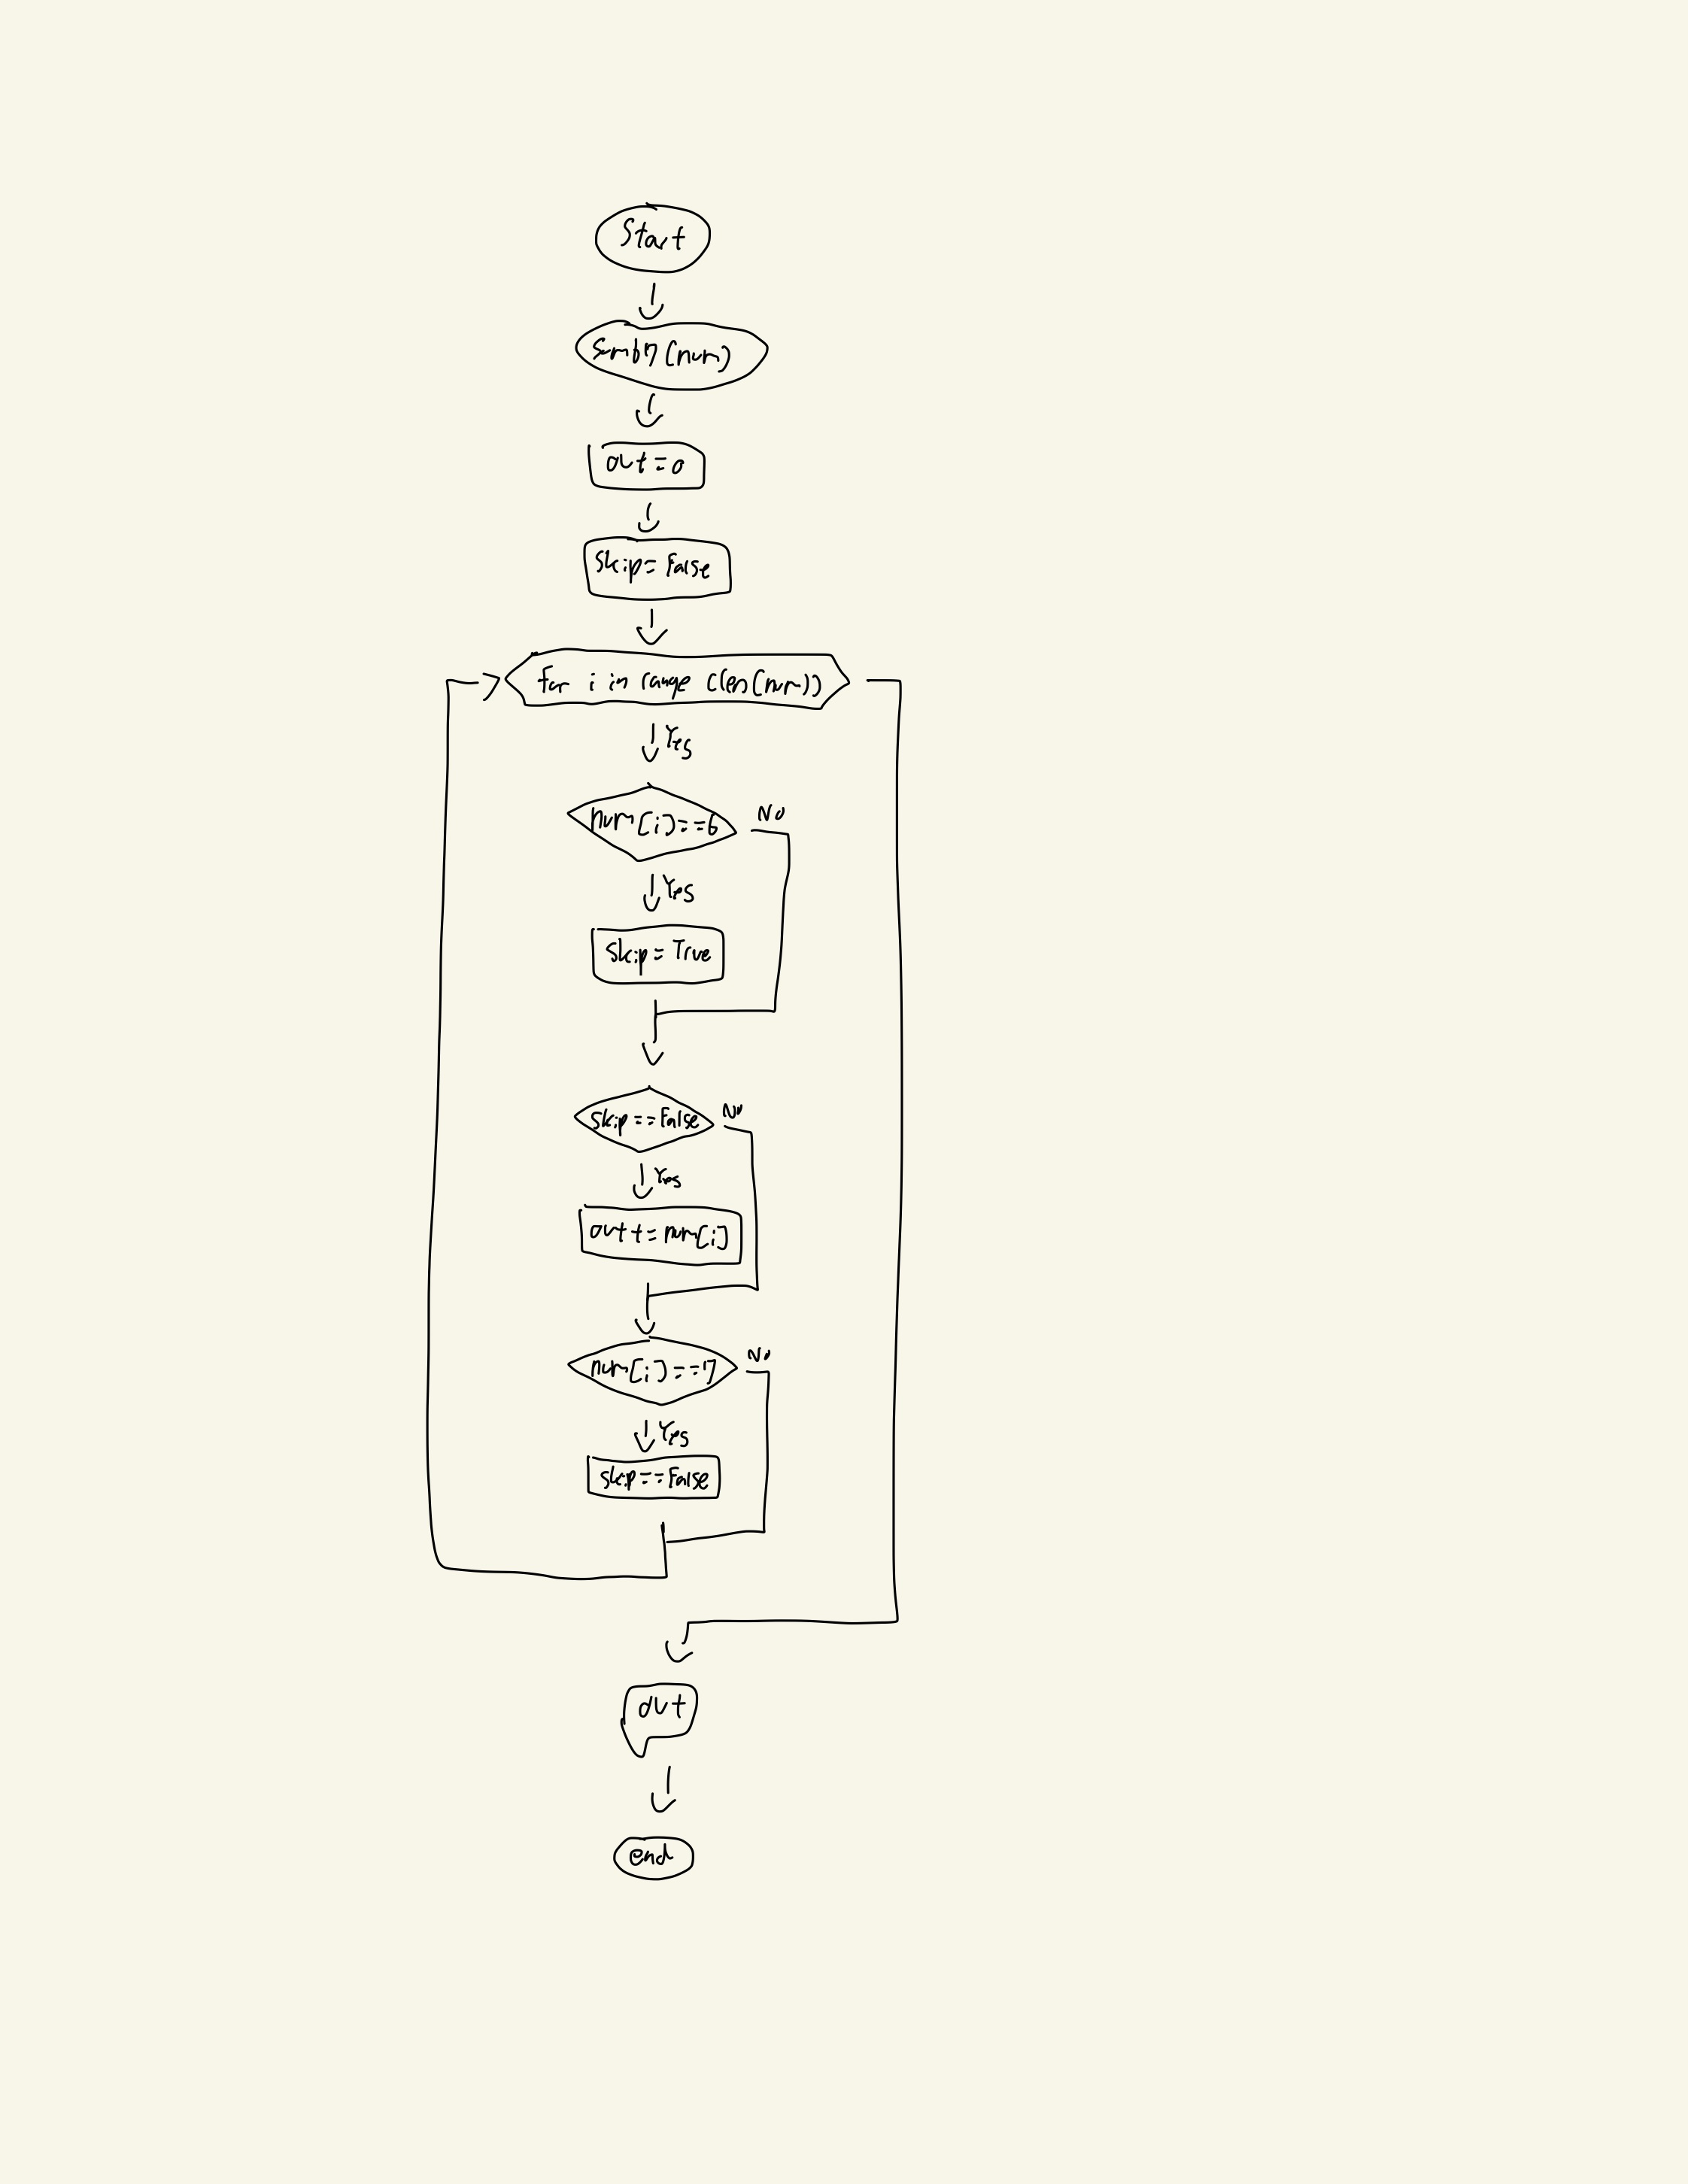 Start
sum67(num)
out=0
skip=False
for i in range (len(num))
Yes
num[i]==6
No
Yes
skip=True
skip==False
No
Yes
out+=num[i]
num[i]==7
No
Yes
skip==False
out
end